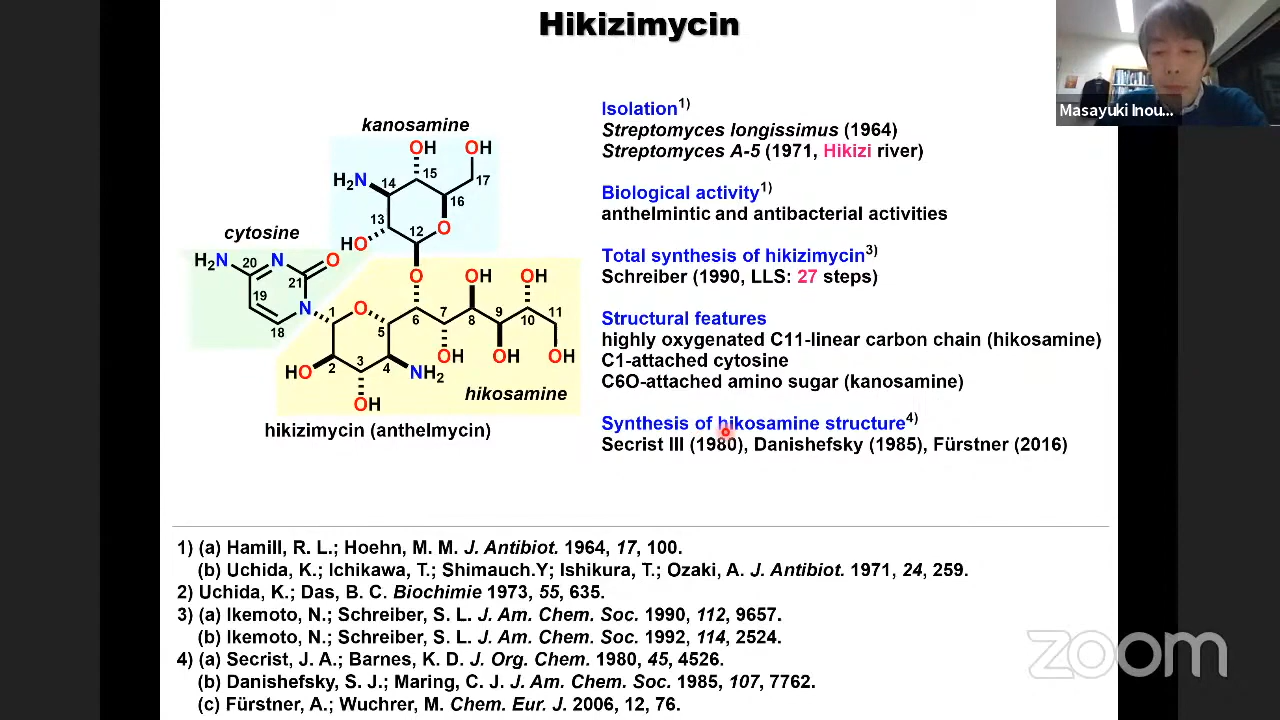 Hikizimycin
Masayuki Inou...
kanosamine
OH
OH
H2N
14
15
17
16
13
12
HO
O
cytosine
H2N
20
N
O
21
19
N
18
O
OH
OH
1
O
5
6
7
8
9
10
11
OH
OH
OH
HO
2
3
4
NH2
OH
hikosamine
hikizimycin (anthelmycin)
Isolation1)
Streptomyces longissimus (1964)
Streptomyces A-5 (1971, Hikizi river)
Biological activity1)
anthelmintic and antibacterial activities
Total synthesis of hikizimycin3)
Schreiber (1990, LLS: 27 steps)
Structural features
highly oxygenated C11-linear carbon chain (hikosamine)
C1-attached cytosine
C6O-attached amino sugar (kanosamine)
Synthesis of hikosamine structure4)
Secrist III (1980), Danishefsky (1985), Fürstner (2016)
1) (a) Hamill, R. L.; Hoehn, M. M. J. Antibiot. 1964, 17, 100.
(b) Uchida, K.; Ichikawa, T.; Shimauch.Y; Ishikura, T.; Ozaki, A. J. Antibiot. 1971, 24, 259.
2) Uchida, K.; Das, B. C. Biochimie 1973, 55, 635.
3) (a) Ikemoto, N.; Schreiber, S. L. J. Am. Chem. Soc. 1990, 112, 9657.
(b) Ikemoto, N.; Schreiber, S. L. J. Am. Chem. Soc. 1992, 114, 2524.
4) (a) Secrist, J. A.; Barnes, K. D. J. Org. Chem. 1980, 45, 4526.
(b) Danishefsky, S. J.; Maring, C. J. J. Am. Chem. Soc. 1985, 107, 7762.
(c) Fürstner, A.; Wuchrer, M. Chem. Eur. J. 2006, 12, 76.
zoom